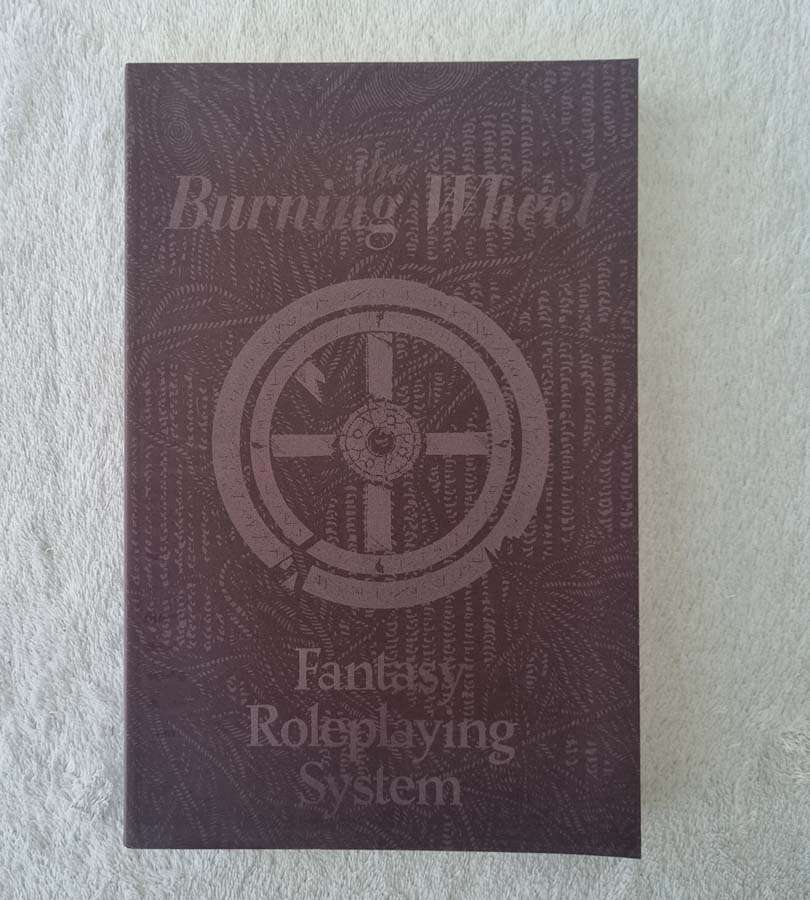 the
Burning Wheel
Fantasy
Roleplaying
System